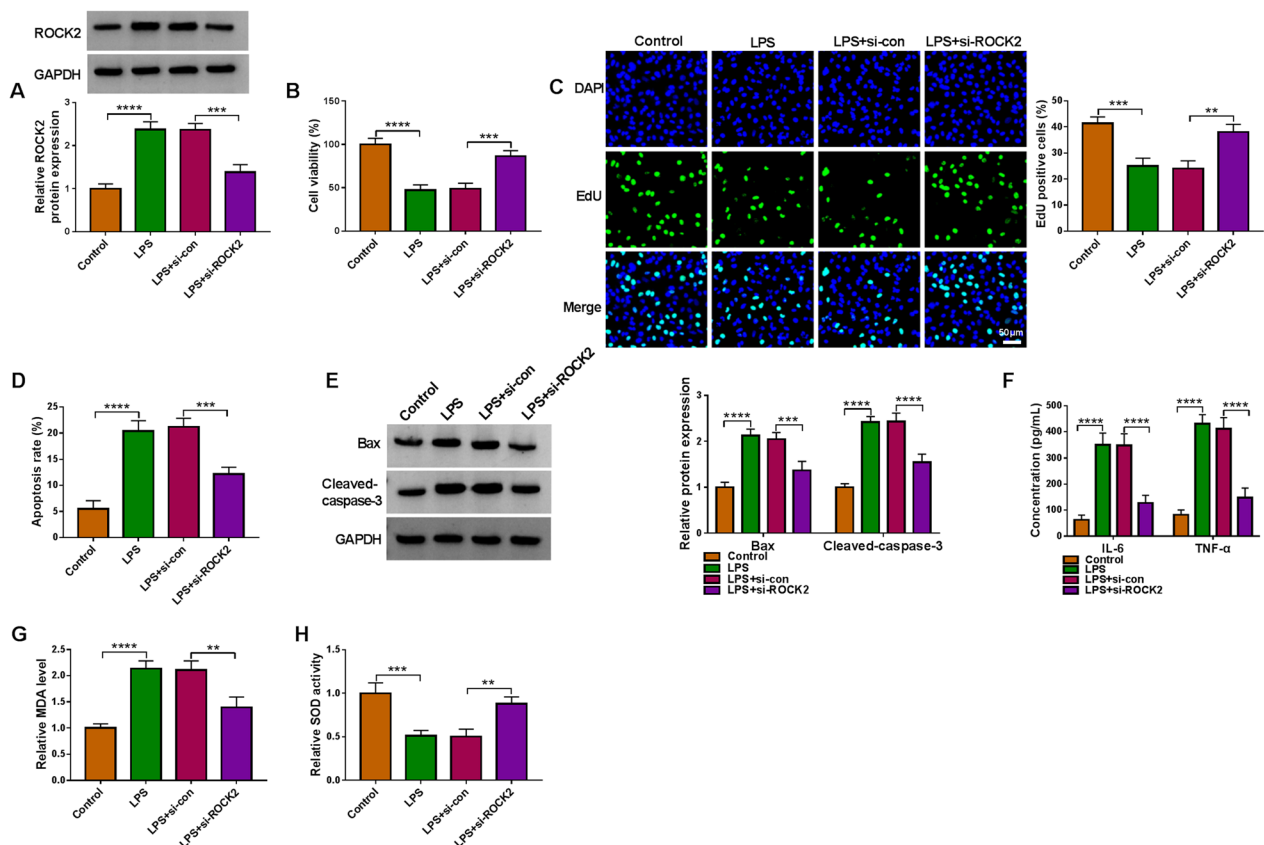 ROCK2
GAPDH
A
Relative ROCK2
protein expression
3
2
1
0
****
***
Control
LPS
LPS+si-con
LPS+si-ROCK2
B
Cell viability (%)
150
100
50
0
****
***
Control
LPS
LPS+si-con
LPS+si-ROCK2
C
Control
LPS
LPS+si-con
LPS+si-ROCK2
DAPI
EdU
Merge
50μm
EdU positive cells (%)
50
40
30
20
10
0
***
**
Control
LPS
LPS+si-con
LPS+si-ROCK2
D
Apoptosis rate (%)
25
20
15
10
5
0
****
***
Control
LPS
LPS+si-con
LPS+si-ROCK2
E
Control
LPS
LPS+si-con
LPS+si-ROCK2
Bax
Cleaved-
caspase-3
GAPDH
Relative protein expression
3
2
1
0
****
***
****
****
Bax
Cleaved-caspase-3
Control
LPS
LPS+si-con
LPS+si-ROCK2
F
Concentration (pg/mL)
500
400
300
200
100
0
****
****
****
****
IL-6
TNF-α
Control
LPS
LPS+si-con
LPS+si-ROCK2
G
Relative MDA level
2.5
2.0
1.5
1.0
0.5
0.0
****
**
Control
LPS
LPS+si-con
LPS+si-ROCK2
H
Relative SOD activity
1.5
1.0
0.5
0.0
***
**
Control
LPS
LPS+si-con
LPS+si-ROCK2